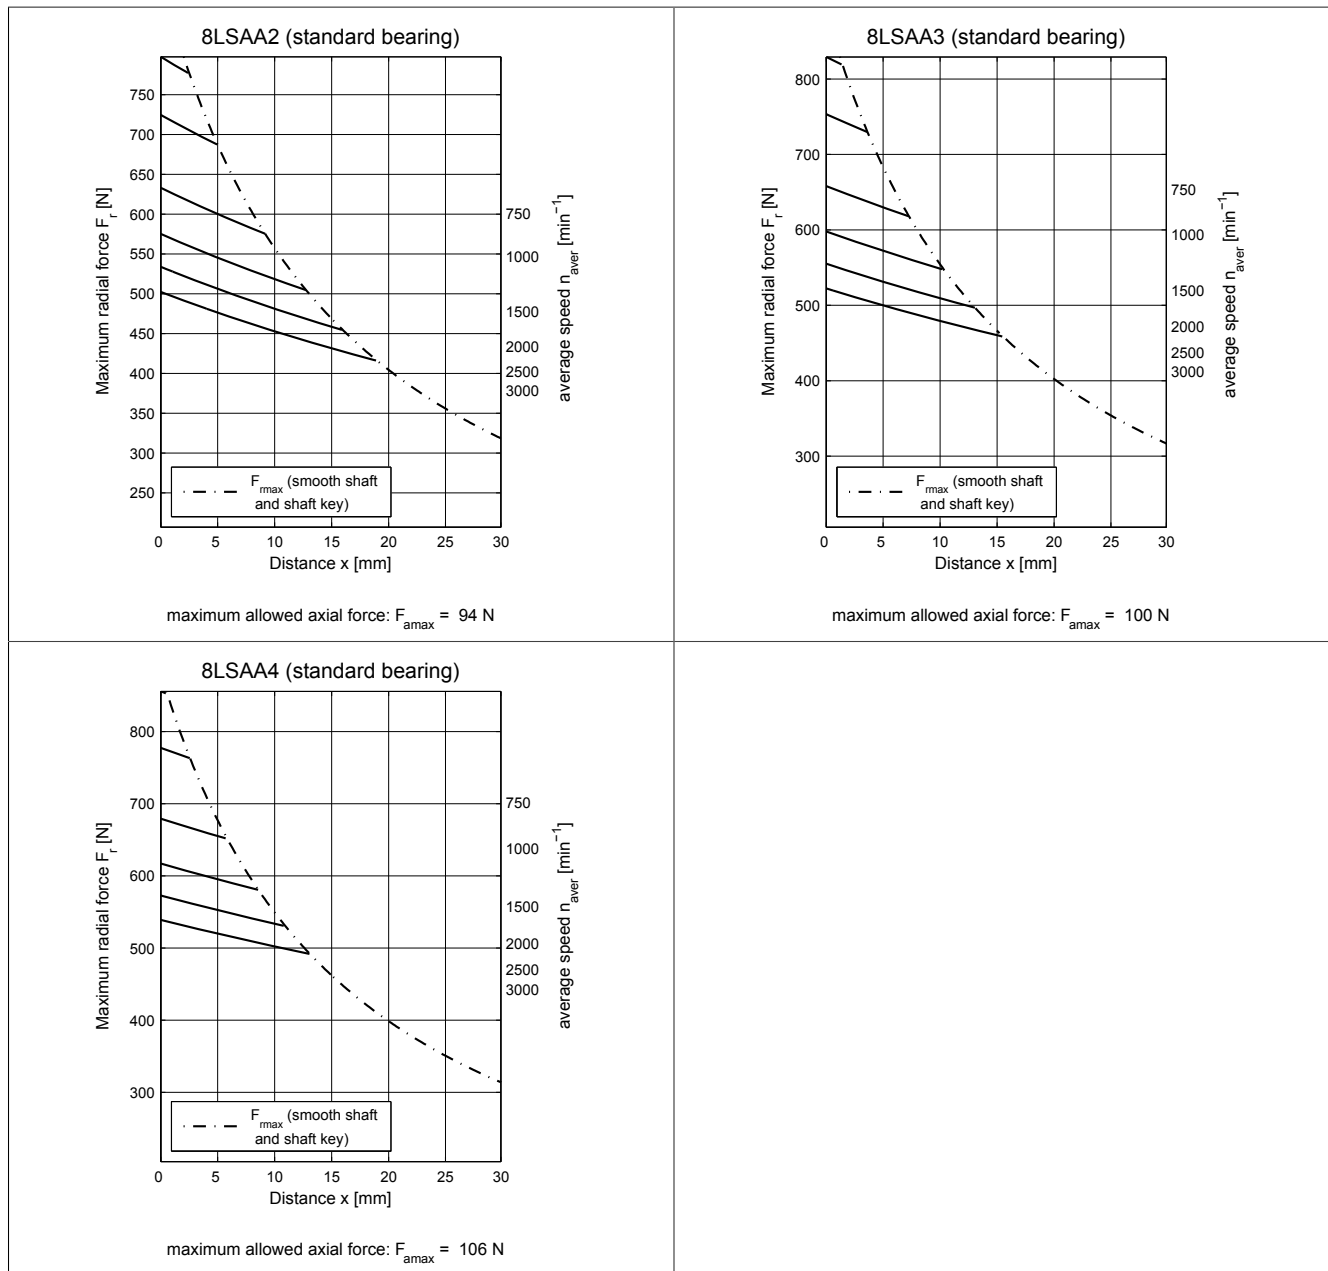 8LSAA2 (standard bearing)
Maximum radial force F_r [N]
750
700
650
600
550
500
450
400
350
300
250
0 5 10 15 20 25 30
Distance x [mm]
750
1000
1500
2000
2500
3000
average speed n_aver [min⁻¹]
F_rmax (smooth shaft
and shaft key)
maximum allowed axial force: F_amax = 94 N
8LSAA3 (standard bearing)
Maximum radial force F_r [N]
800
700
600
500
400
300
0 5 10 15 20 25 30
Distance x [mm]
750
1000
1500
2000
2500
3000
average speed n_aver [min⁻¹]
F_rmax (smooth shaft
and shaft key)
maximum allowed axial force: F_amax = 100 N
8LSAA4 (standard bearing)
Maximum radial force F_r [N]
800
700
600
500
400
300
0 5 10 15 20 25 30
Distance x [mm]
750
1000
1500
2000
2500
3000
average speed n_aver [min⁻¹]
F_rmax (smooth shaft
and shaft key)
maximum allowed axial force: F_amax = 106 N